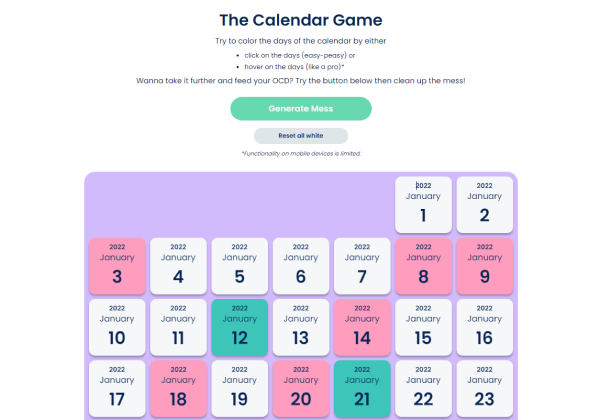 The Calendar Game
Try to color the days of the calendar by either
• click on the days (easy-peasy) or
• hover on the days (like a pro)*
Wanna take it further and feed your OCD? Try the button below then clean up the mess!
Generate Mess
Reset all white
*Functionality on mobile devices is limited.
2022 2022
January January
1 2
2022 2022 2022 2022 2022 2022 2022
January January January January January January January
3 4 5 6 7 8 9
2022 2022 2022 2022 2022 2022 2022
January January January January January January January
10 11 12 13 14 15 16
2022 2022 2022 2022 2022 2022 2022
January January January January January January January
17 18 19 20 21 22 23